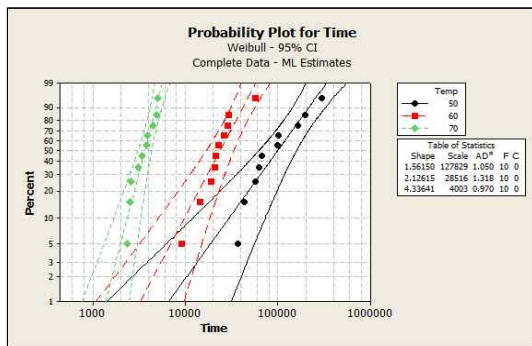 Probability Plot for Time
Weibull - 95% CI
Complete Data - ML Estimates
Percent
99
90
80
70
60
50
40
30
20
10
5
3
2
1
1000
10000
100000
1000000
Time
Temp
50
60
70
Table of Statistics
Shape Scale AD* F C
1.56150 127829 1.050 10 0
2.12615 28516 1.318 10 0
4.33641 4003 0.970 10 0